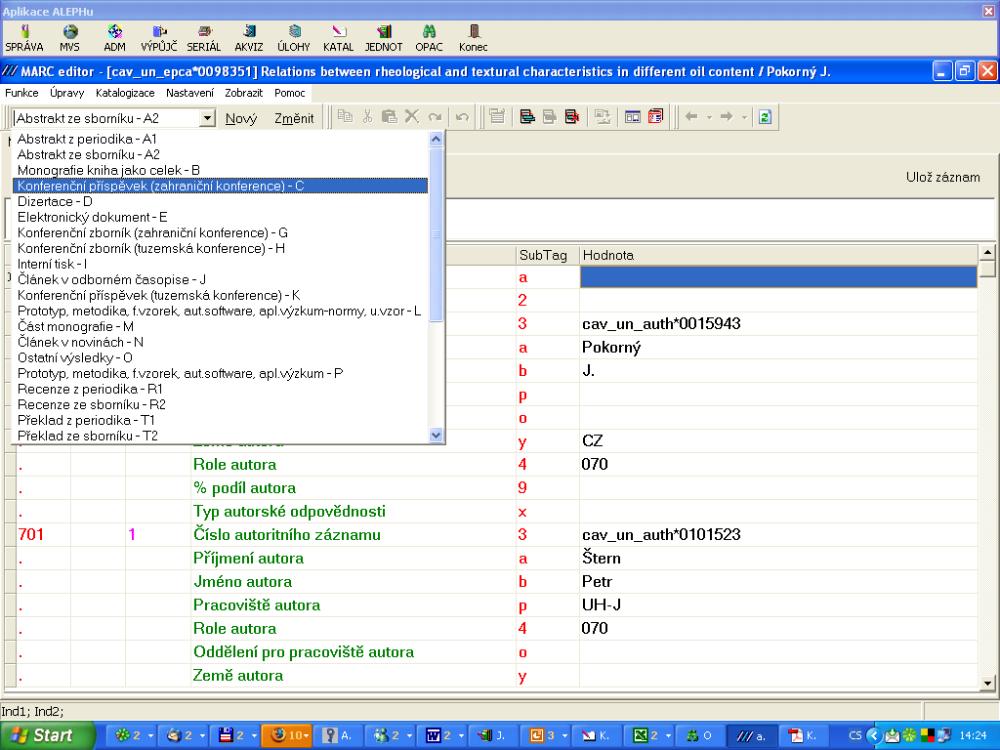 Aplikace ALEPHu
SPRÁVA MVS ADM VÝPŮJČ SERIÁL AKVIZ ÚLOHY KATAL JEDNOT OPAC Konec
MARC editor - [cav_un_epca*0098351] Relations between rheological and textural characteristics in different oil content / Pokorný J.
Funkce Úpravy Katalogizace Nastavení Zobrazit Pomoc
Abstrakt ze sborníku - A2 Nový Změnit
Abstrakt z periodika - A1
Abstrakt ze sborníku - A2
Monografie kniha jako celek - B
Konferenční příspěvek (zahraniční konference) - C
Ulož záznam
Dizertace - D
Elektronický dokument - E
Konferenční zborník (zahraniční konference) - G
Konferenční zborník (tuzemská konference) - H
Interní tisk - I
Článek v odborném časopise - J
Konferenční příspěvek (tuzemská konference) - K
Prototyp, metodika, f.vzorek, aut.software, apl.výzkum-normy, u.vzor - L
Část monografie - M
Článek v novinách - N
Ostatní výsledky - O
Prototyp, metodika, f.vzorek, aut.software, apl.výzkum - P
Recenze z periodika - R1
Recenze ze sborníku - R2
Překlad z periodika - T1
Překlad ze sborníku - T2
SubTag Hodnota
a
2
3 cav_un_auth*0015943
a Pokorný
b J.
p
o
y CZ
. Role autora 4 070
. % podíl autora 9
. Typ autorské odpovědnosti x
701 1 Číslo autoritního záznamu 3 cav_un_auth*0101523
. Příjmení autora a Štern
. Jméno autora b Petr
. Pracoviště autora p UH-J
. Role autora 4 070
. Oddělení pro pracoviště autora o
. Země autora y
Ind1; Ind2;
Start 2 2 2 10 A. 2 2 J. 3 K. 2 O a. K. CS 14:24